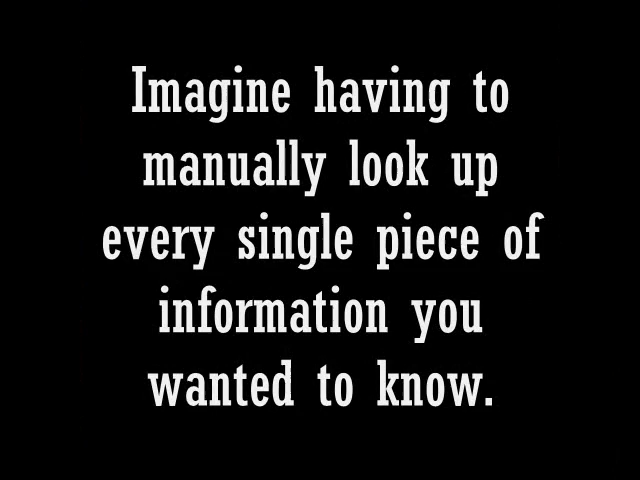 Imagine having to
manually look up
every single piece of
information you
wanted to know.